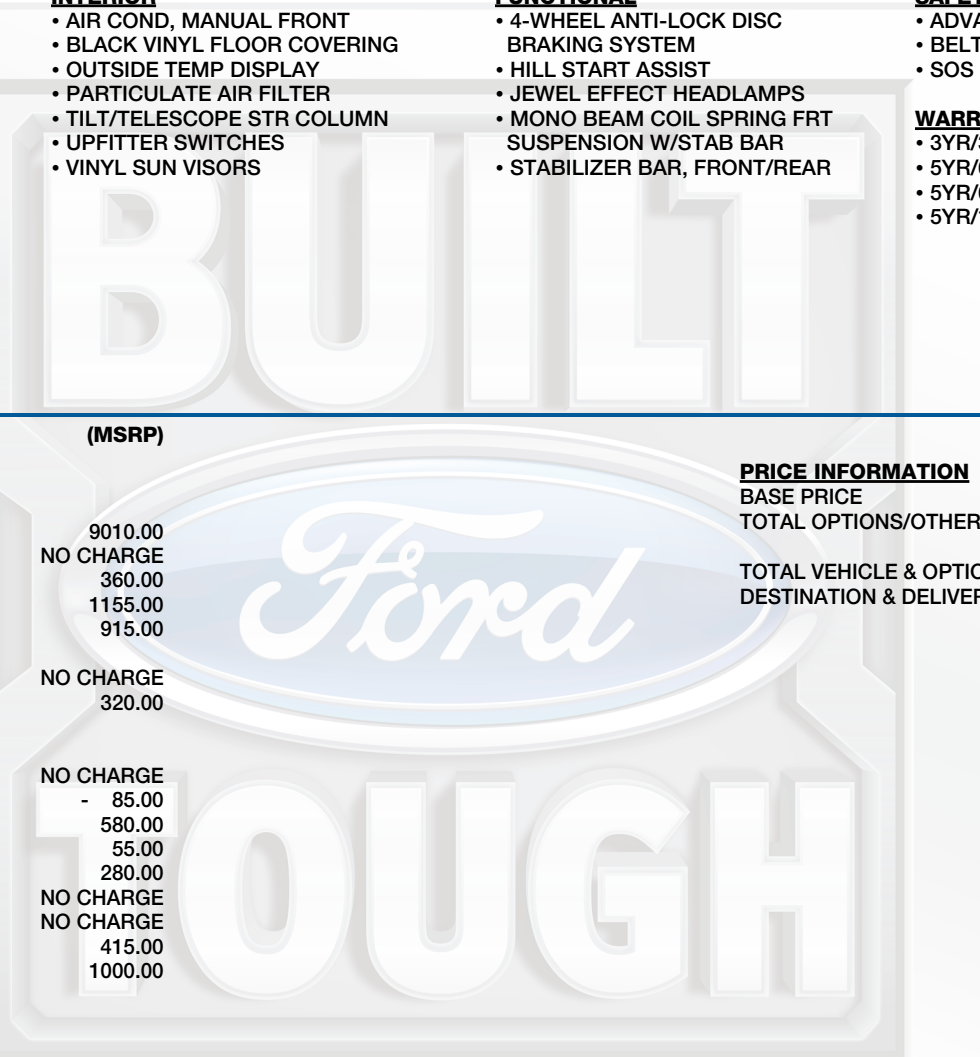 INTERIOR
• AIR COND, MANUAL FRONT
• BLACK VINYL FLOOR COVERING
• OUTSIDE TEMP DISPLAY
• PARTICULATE AIR FILTER
• TILT/TELESCOPE STR COLUMN
• UPFITTER SWITCHES
• VINYL SUN VISORS
FUNCTIONAL
• 4-WHEEL ANTI-LOCK DISC
BRAKING SYSTEM
• HILL START ASSIST
• JEWEL EFFECT HEADLAMPS
• MONO BEAM COIL SPRING FRT
SUSPENSION W/STAB BAR
• STABILIZER BAR, FRONT/REAR
• SOS
BUILT
(MSRP)
9010.00
NO CHARGE
360.00
1155.00
915.00
NO CHARGE
320.00
NO CHARGE
- 85.00
580.00
55.00
280.00
NO CHARGE
NO CHARGE
415.00
1000.00
Ford
PRICE INFORMATION
BASE PRICE
TOTAL OPTIONS/OTHER
TOTAL VEHICLE & 
DESTINATION & 
TOUGH